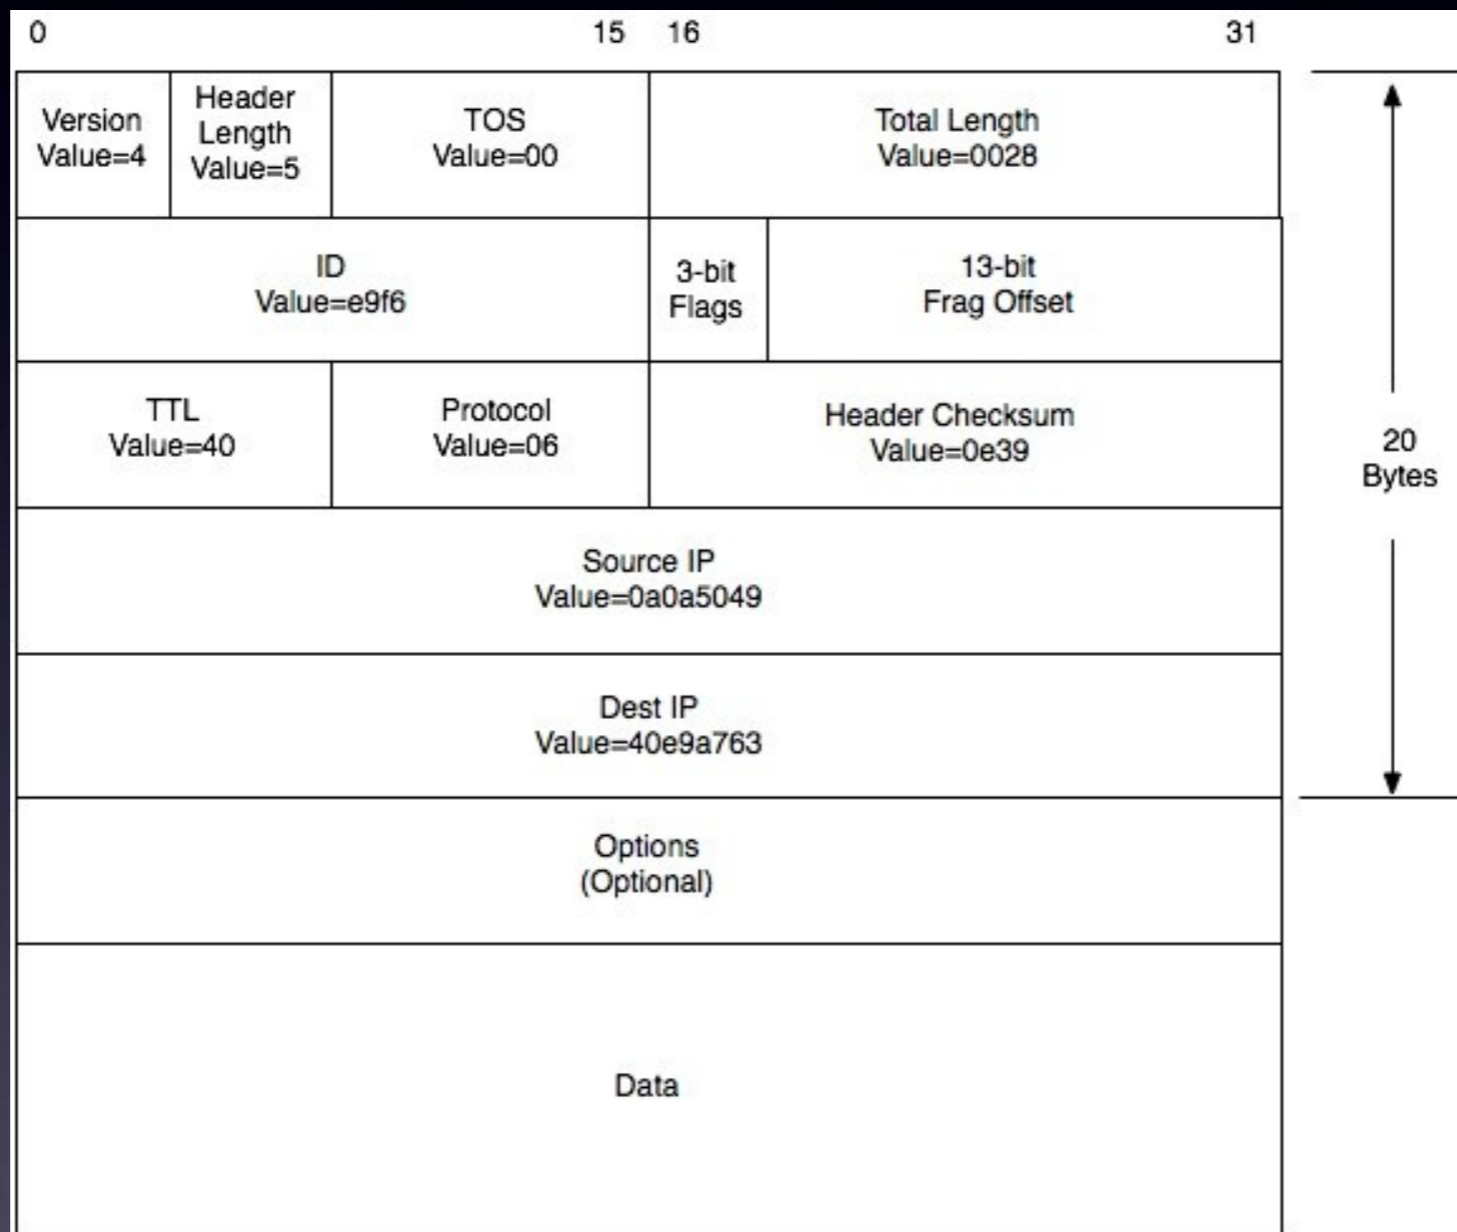 0 15 16 31
Version
Value=4
Header
Length
Value=5
TOS
Value=00
Total Length
Value=0028
ID
Value=e9f6
3-bit
Flags
13-bit
Frag Offset
TTL
Value=40
Protocol
Value=06
Header Checksum
Value=0e39
20
Bytes
Source IP
Value=0a0a5049
Dest IP
Value=40e9a763
Options
(Optional)
Data